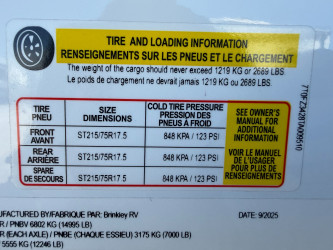 TIRE AND LOADING INFORMATION
RENSEIGNEMENTS SUR LES PNEUS ET LE CHARGEMENT
The weight of the cargo should never exceed 1219 KG or 2689 LBS.
Le poids de chargement ne devrait jamais 1219 KG ou 2689 LBS.
TIRE
PNEU
SIZE
DIMENSIONS
COLD TIRE PRESSURE
PRESSION DES
PNEUS À FROID
SEE OWNER'S
MANUAL FOR
ADDITIONAL
INFORMATION
VOIR LE MANUEL
DE L'USAGER
POUR PLUS DE
RENSEIGNEMENTS
FRONT
AVANT
ST215/75R17.5
848 KPA / 123 PSI
REAR
ARRIÈRE
ST215/75R17.5
848 KPA / 123 PSI
SPARE
DE SECOURS
ST215/75R17.5
848 KPA / 123 PSI
UFACTURED BY/FABRIQUE PAR: Brinkley RV
DATE: 9/2025
R / PNBV 6802 KG (14995 LB)
R (EACH AXLE) / PNBE (CHAQUE ESSIEU) 3175 KG (7000 LB)
5555 KG (12246 LB)